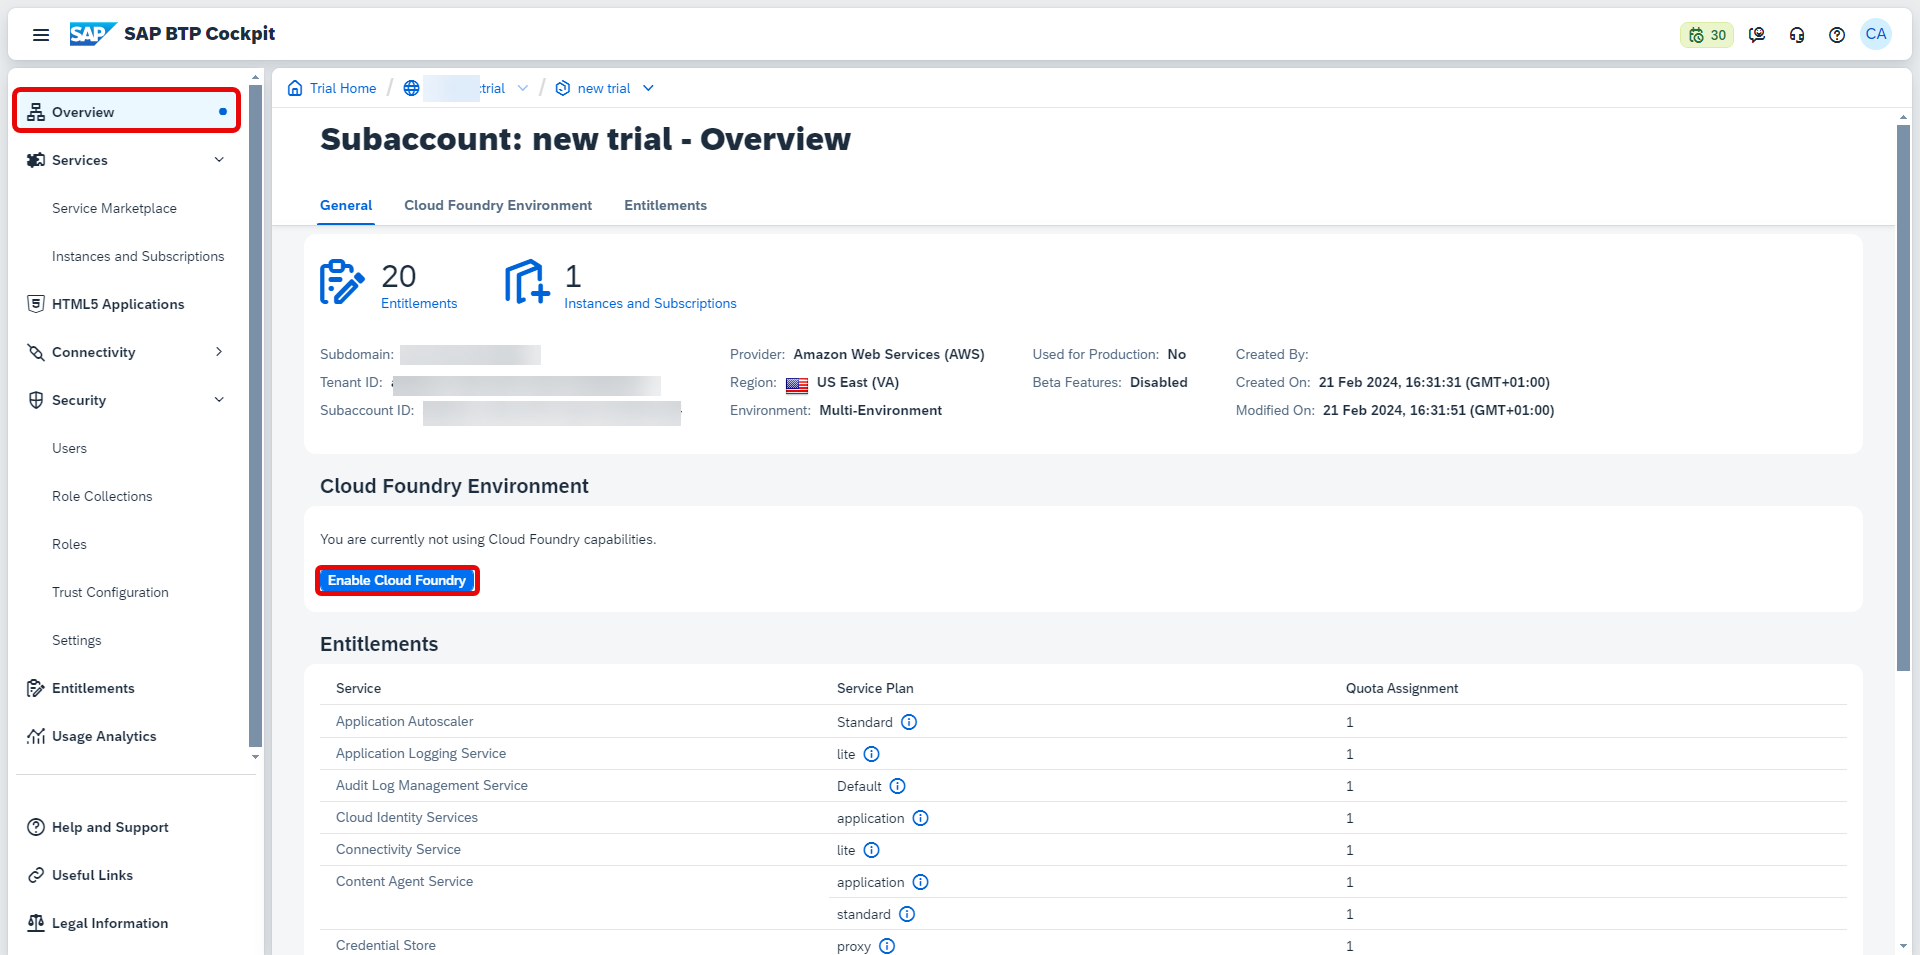 SAP SAP BTP Cockpit
30
CA
Overview
Services
Service Marketplace
Instances and Subscriptions
HTML5 Applications
Connectivity
Security
Users
Role Collections
Roles
Trust Configuration
Settings
Entitlements
Usage Analytics
Help and Support
Useful Links
Legal Information
Trial Home / trial / new trial
Subaccount: new trial - Overview
General Cloud Foundry Environment Entitlements
20
Entitlements
1
Instances and Subscriptions
Subdomain:
Tenant ID:
Subaccount ID:
Provider: Amazon Web Services (AWS)
Region: US East (VA)
Environment: Multi-Environment
Used for Production: No
Beta Features: Disabled
Created By:
Created On: 21 Feb 2024, 16:31:31 (GMT+01:00)
Modified On: 21 Feb 2024, 16:31:51 (GMT+01:00)
Cloud Foundry Environment
You are currently not using Cloud Foundry capabilities.
Enable Cloud Foundry
Entitlements
Service Service Plan Quota Assignment
Application Autoscaler Standard 1
Application Logging Service lite 1
Audit Log Management Service Default 1
Cloud Identity Services application 1
Connectivity Service lite 1
Content Agent Service application 1
standard 1
Credential Store proxy 1